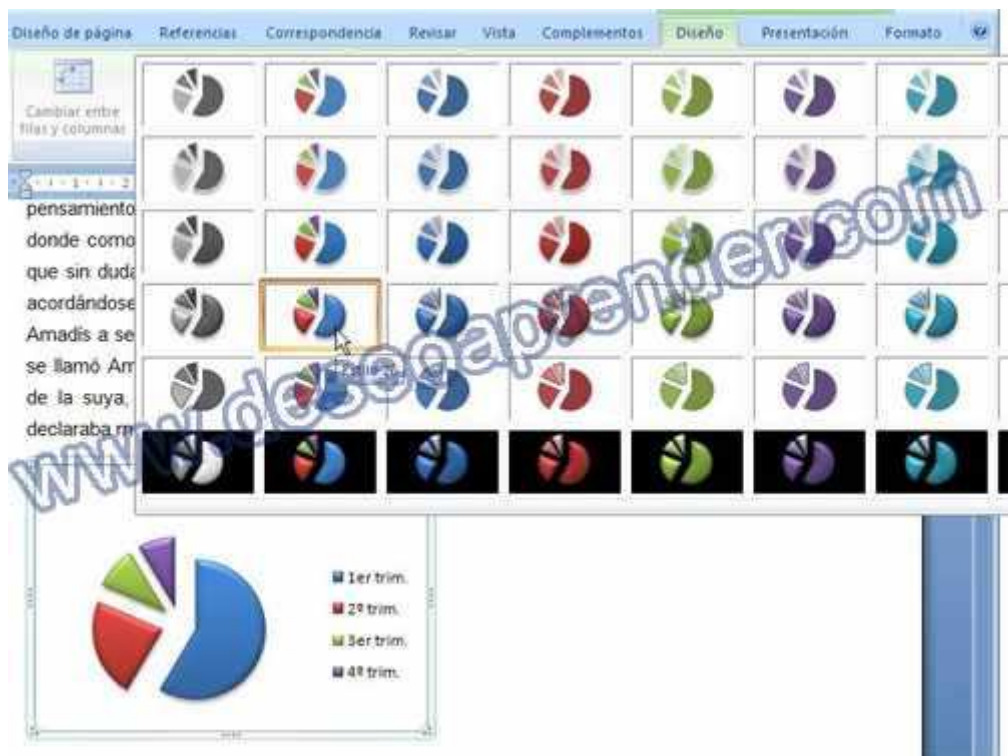 Diseño de página Referencias Correspondencia Revisar Vista Complementos Diseño Presentación Formato
Cambiar entre
filas y columnas
pensamiento
donde como
que sin duda
acordándose
Amadís a se
se llamó Am
de la suya,
declaraba
www.deseoaprender.com
1er trim.
2º trim.
3er trim.
4º trim.